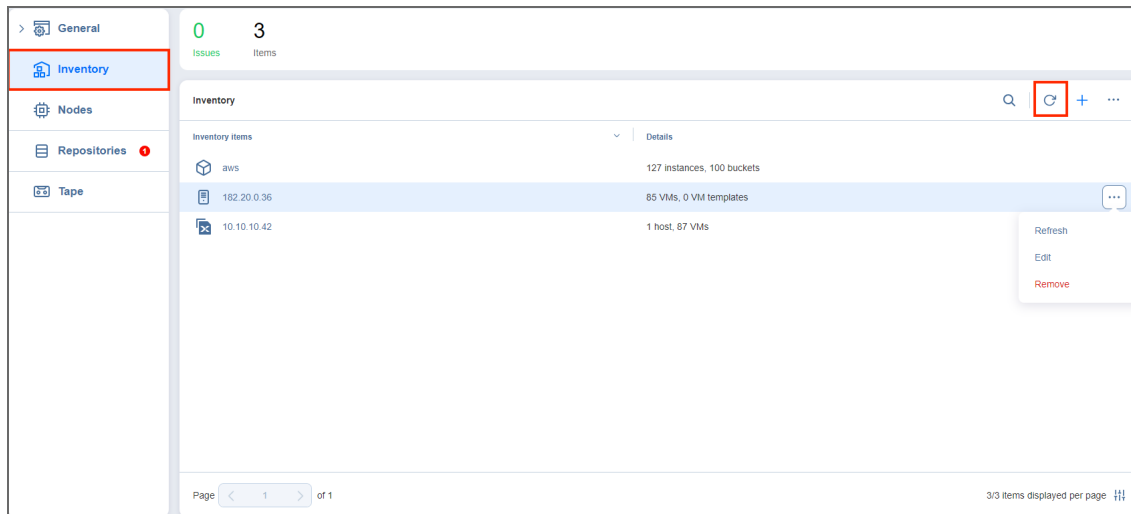 General
Inventory
Nodes
Repositories 1
Tape
0 3
Issues Items
Inventory
Inventory items Details
aws 127 instances, 100 buckets
182.20.0.36 85 VMs, 0 VM templates
10.10.10.42 1 host, 87 VMs
Refresh
Edit
Remove
Page 1 of 1 3/3 items displayed per page